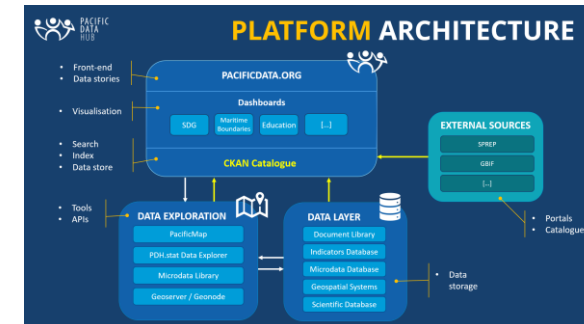 PACIFIC
DATA
HUB
PLATFORM ARCHITECTURE
• Front-end
• Data stories
PACIFICDATA.ORG
• Visualisation
Dashboards
SDG
Maritime
Boundaries
Education
[...]
• Search
• Index
• Data store
CKAN Catalogue
EXTERNAL SOURCES
SPREP
GBIF
[...]
• Portals
• Catalogue
• Tools
• APIs
DATA EXPLORATION
PacificMap
PDH.stat Data Explorer
Microdata Library
Geoserver / Geonode
DATA LAYER
Document Library
Indicators Database
Microdata Database
Geospatial Systems
Scientific Database
• Data
storage